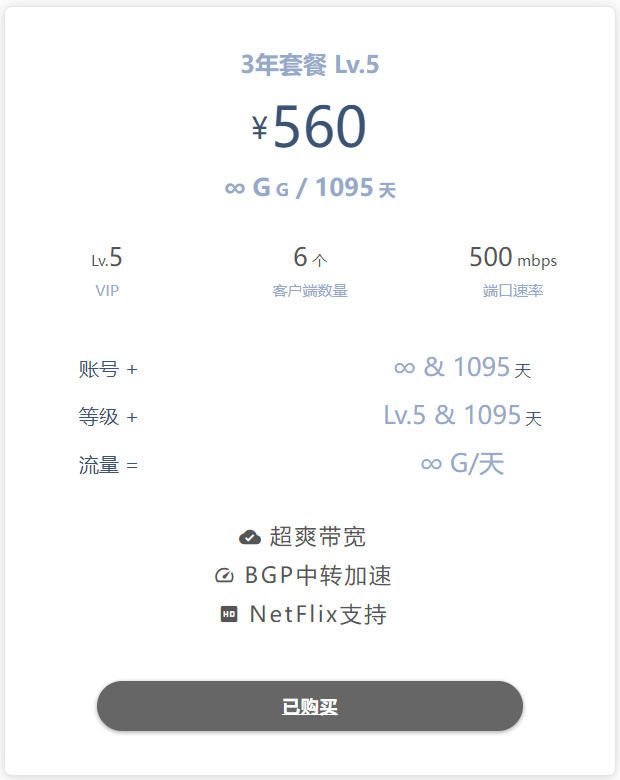 3年套餐 Lv.5
¥560
∞ G G / 1095 天
Lv.5 6 个 500 mbps
VIP 客户端数量 端口速率
账号 + ∞ & 1095 天
等级 + Lv.5 & 1095 天
流量 = ∞ G/天
超爽带宽
BGP中转加速
HD NetFlix支持
已购买